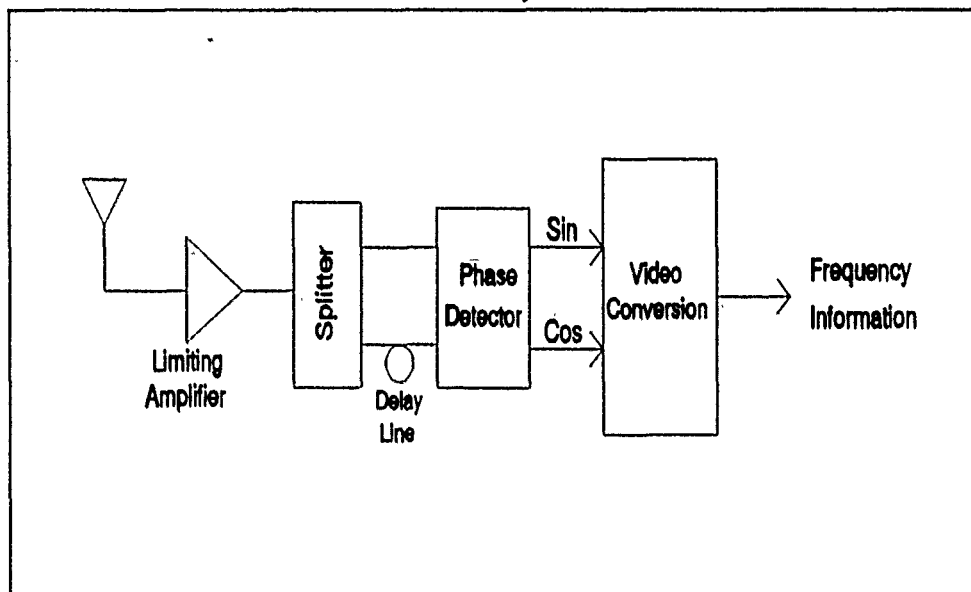 Limiting
Amplifier
Splitter
Delay
Line
Phase
Detector
Sin
Cos
Video
Conversion
Frequency
Information